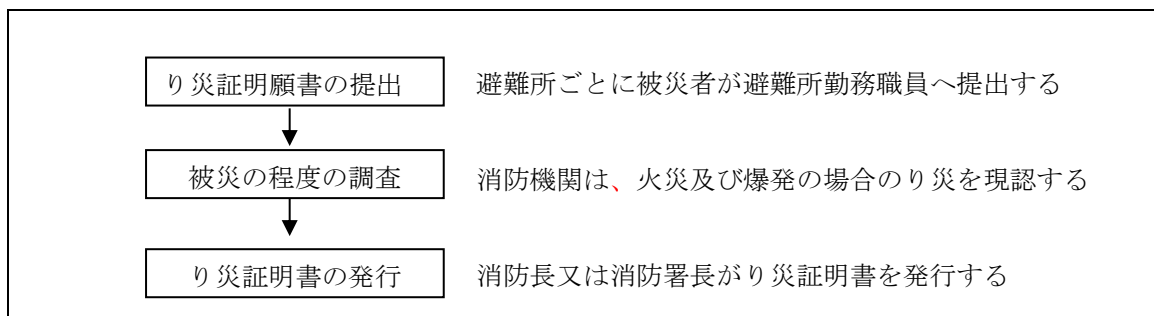 り災証明願書の提出 避難所ごとに被災者が避難所勤務職員へ提出する
被災の程度の調査 消防機関は、火災及び爆発の場合のり災を現認する
り災証明書の発行 消防長又は消防署長がり災証明書を発行する